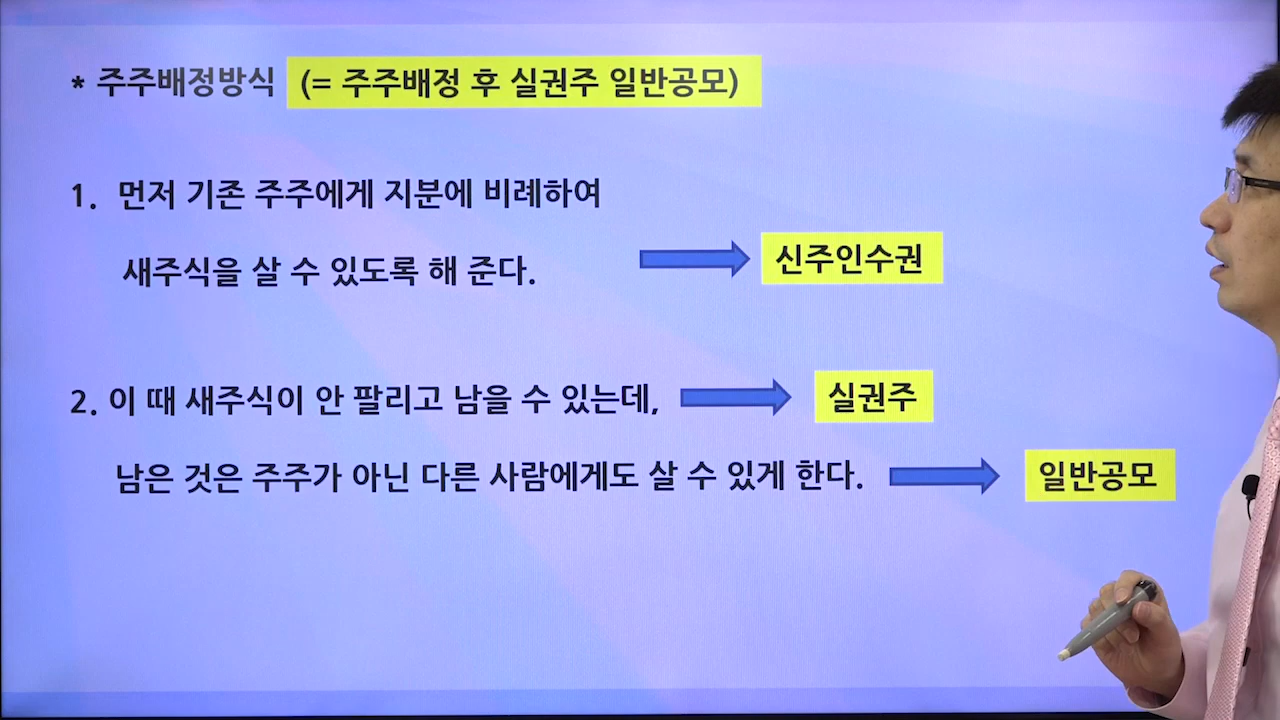 * 주주배정방식 (= 주주배정 후 실권주 일반공모)
1. 먼저 기존 주주에게 지분에 비례하여
새주식을 살 수 있도록 해 준다. 신주인수권
2. 이 때 새주식이 안 팔리고 남을 수 있는데, 실권주
남은 것은 주주가 아닌 다른 사람에게도 살 수 있게 한다. 일반공모